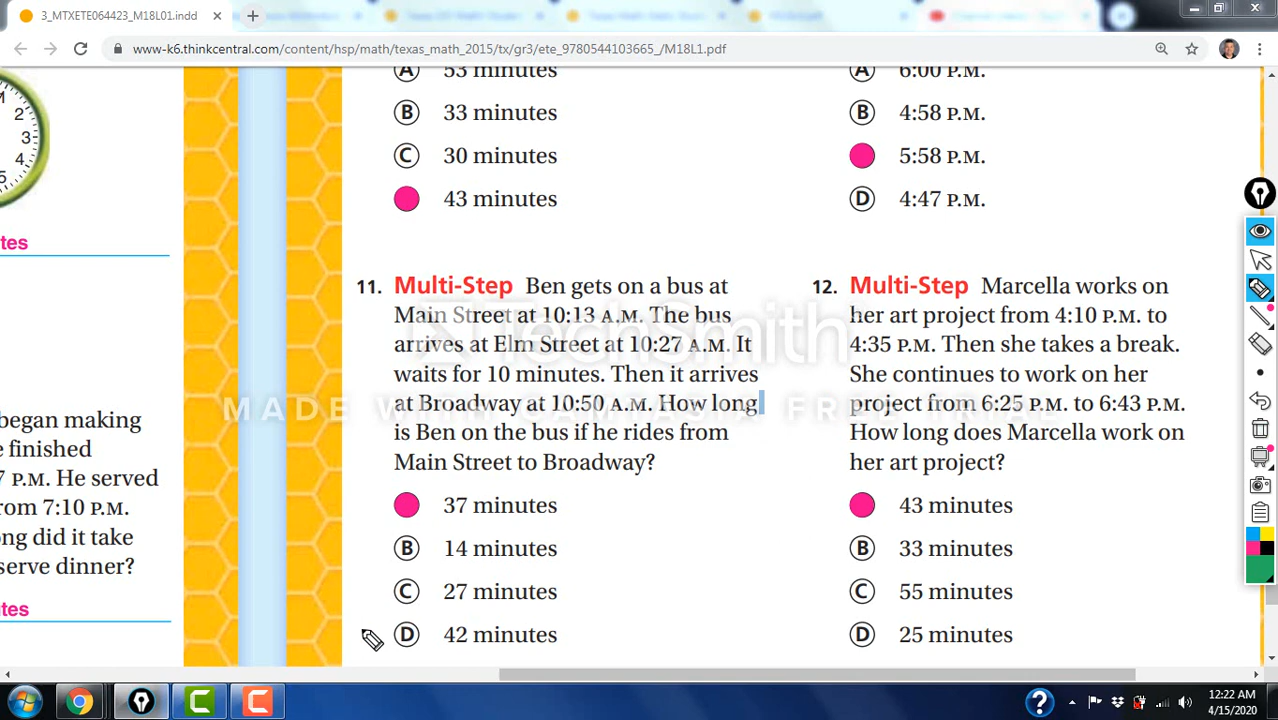 3_MTXETE064423_M18L01.indd
www-k6.thinkcentral.com/content/hsp/math/texas_math_2015/tx/gr3/ete_9780544103665_/M18L1.pdf
2
3
4
5
tes
began making
finished
7 P.M. He served
rom 7:10 P.M.
ng did it take
serve dinner?
tes
A 53 minutes
B 33 minutes
C 30 minutes
43 minutes
A 6:00 P.M.
B 4:58 P.M.
5:58 P.M.
D 4:47 P.M.
11. Multi-Step Ben gets on a bus at
Main Street at 10:13 A.M. The bus
arrives at Elm Street at 10:27 A.M. It
waits for 10 minutes. Then it arrives
at Broadway at 10:50 A.M. How long
is Ben on the bus if he rides from
Main Street to Broadway?
37 minutes
B 14 minutes
C 27 minutes
D 42 minutes
12. Multi-Step Marcella works on
her art project from 4:10 P.M. to
4:35 P.M. Then she takes a break.
She continues to work on her
project from 6:25 P.M. to 6:43 P.M.
How long does Marcella work on
her art project?
43 minutes
B 33 minutes
C 55 minutes
D 25 minutes
TechSmith
MADE WITH CAMTASIA FREE TRIAL
12:22 AM
4/15/2020